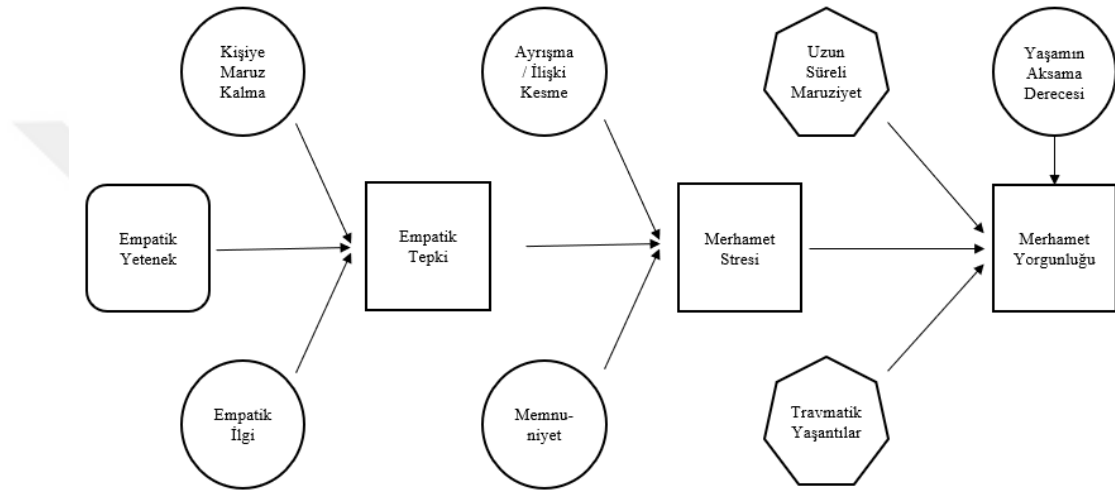 Kişiye
Maruz
Kalma
Ayrışma
/ İlişki
Kesme
Uzun
Süreli
Maruziyet
Yaşamın
Aksama
Derecesi
Empatik
Yetenek
Empatik
Tepki
Merhamet
Stresi
Merhamet
Yorgunluğu
Empatik
İlgi
Memnu-
niyet
Travmatik
Yaşantılar